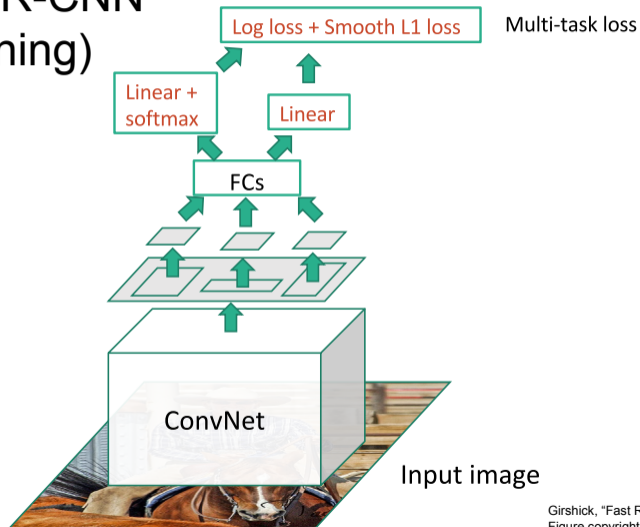 R-CNN
ning)
Log loss + Smooth L1 loss
Multi-task loss
Linear +
softmax
Linear
FCs
ConvNet
Input image
Girshick, "Fast R
Figure copyright